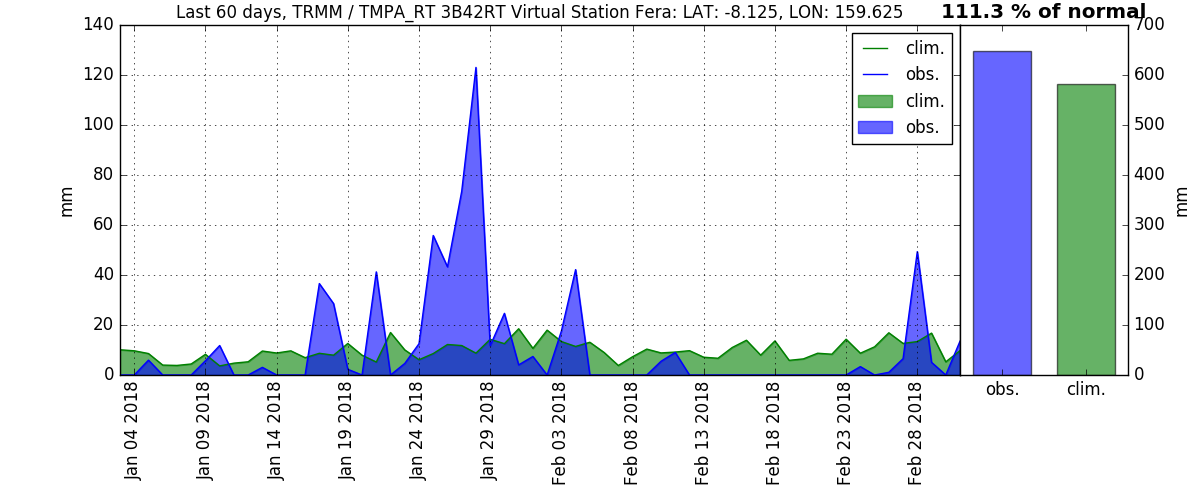 Last 60 days, TRMM / TMPA_RT 3B42RT Virtual Station Fera: LAT: -8.125, LON: 159.625
111.3 % of normal
140
120
100
80
60
40
20
0
mm
clim.
obs.
clim.
obs.
700
600
500
400
300
200
100
0
mm
Jan 04 2018
Jan 09 2018
Jan 14 2018
Jan 19 2018
Jan 24 2018
Jan 29 2018
Feb 03 2018
Feb 08 2018
Feb 13 2018
Feb 18 2018
Feb 23 2018
Feb 28 2018
obs.
clim.